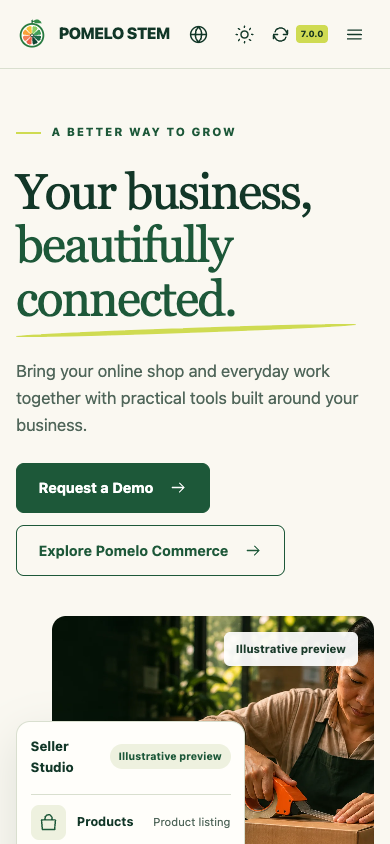 POMELO STEM
7.0.0
A BETTER WAY TO GROW
Your business,
beautifully
connected.
Bring your online shop and everyday work
together with practical tools built around your
business.
Request a Demo
Explore Pomelo Commerce
Illustrative preview
Seller
Studio
Illustrative preview
Products
Product listing